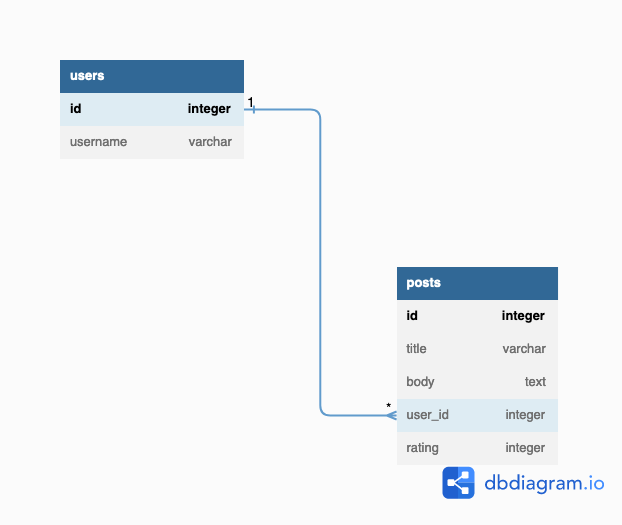 users
id integer
1
username varchar
posts
id integer
title varchar
body text
*
user_id integer
rating integer
dbdiagram.io